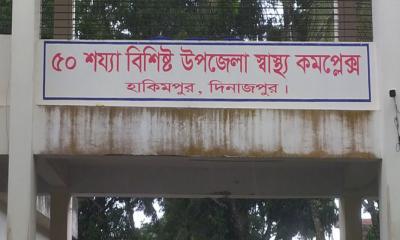 ৫০ শয্যা বিশিষ্ট উপজেলা স্বাস্থ্য কমপ্লেক্স
হাকিমপুর, দিনাজপুর।